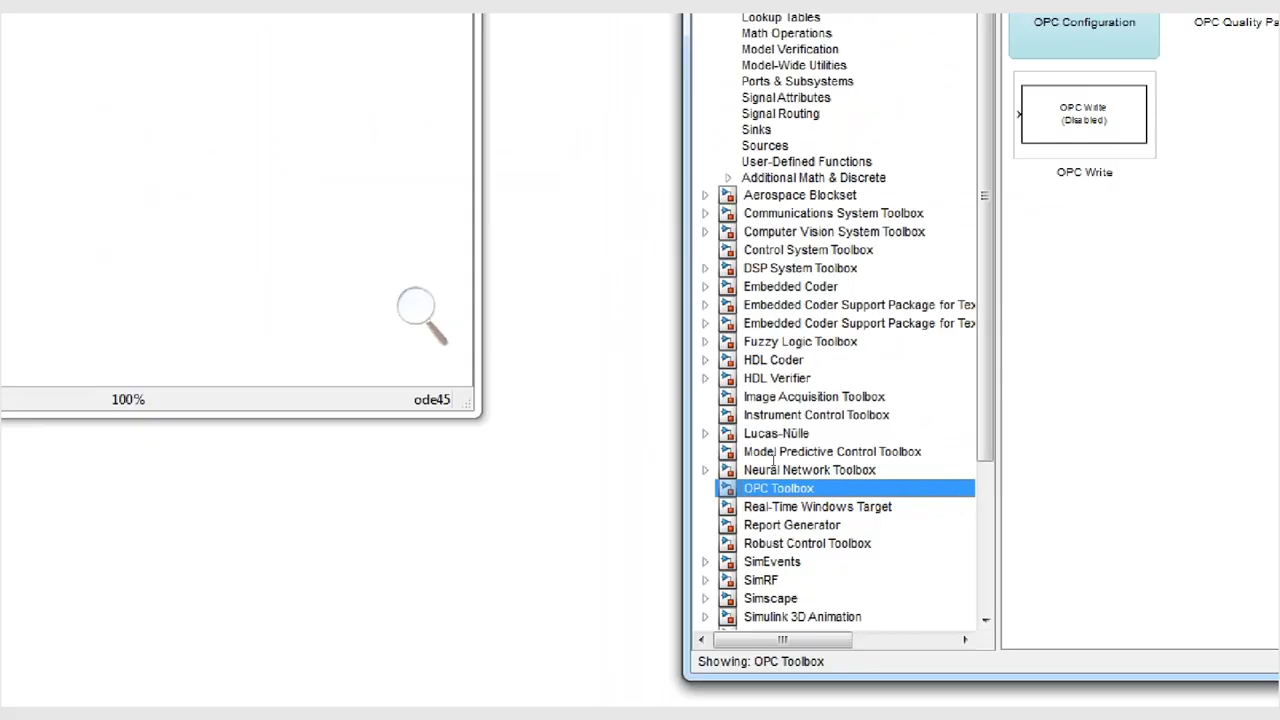 Lookup Tables
Math Operations
Model Verification
Model-Wide Utilities
Ports & Subsystems
Signal Attributes
Signal Routing
Sinks
Sources
User-Defined Functions
Additional Math & Discrete
Aerospace Blockset
Communications System Toolbox
Computer Vision System Toolbox
Control System Toolbox
DSP System Toolbox
Embedded Coder
Embedded Coder Support Package for Tex
Embedded Coder Support Package for Tex
Fuzzy Logic Toolbox
HDL Coder
HDL Verifier
Image Acquisition Toolbox
Instrument Control Toolbox
Lucas-Nülle
Model Predictive Control Toolbox
Neural Network Toolbox
OPC Toolbox
Real-Time Windows Target
Report Generator
Robust Control Toolbox
SimEvents
SimRF
Simscape
Simulink 3D Animation
Showing: OPC Toolbox
OPC Configuration
OPC Quality Pa
OPC Write
(Disabled)
OPC Write
100%
ode45